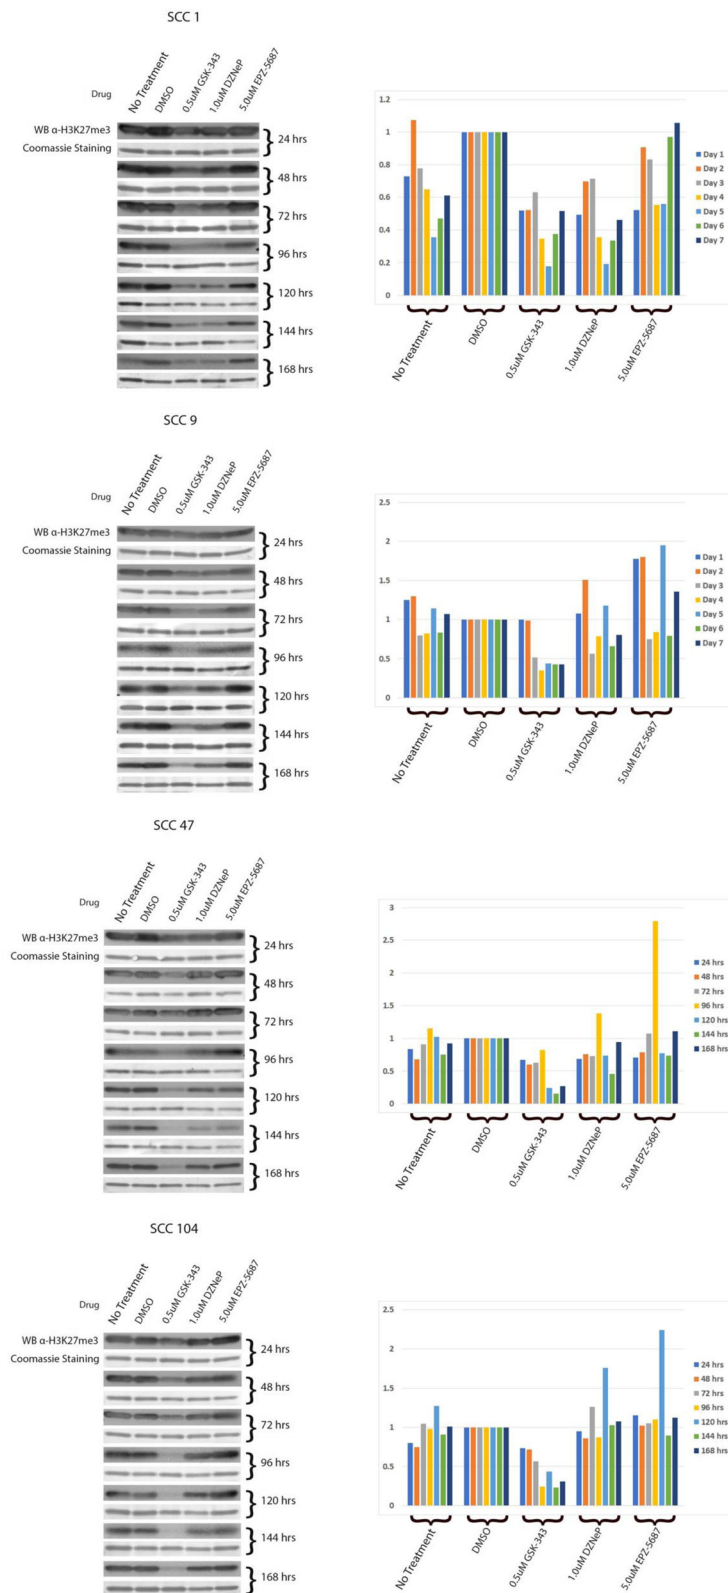 SCC 1
Drug
No Treatment
DMSO
0.5uM GSK-343
1.0uM DZNeP
5.0uM EPZ-5687
WB α-H3K27me3
Coomassie Staining
24 hrs
48 hrs
72 hrs
96 hrs
120 hrs
144 hrs
168 hrs
1.2
1
0.8
0.6
0.4
0.2
0
No Treatment
DMSO
0.5uM GSK-343
1.0uM DZNeP
5.0uM EPZ-5687
Day 1
Day 2
Day 3
Day 4
Day 5
Day 6
Day 7
SCC 9
Drug
No Treatment
DMSO
0.5uM GSK-343
1.0uM DZNeP
5.0uM EPZ-5687
WB α-H3K27me3
Coomassie Staining
24 hrs
48 hrs
72 hrs
96 hrs
120 hrs
144 hrs
168 hrs
2.5
2
1.5
1
0.5
0
No Treatment
DMSO
0.5uM GSK-343
1.0uM DZNeP
5.0uM EPZ-5687
Day 1
Day 2
Day 3
Day 4
Day 5
Day 6
Day 7
SCC 47
Drug
No Treatment
DMSO
0.5uM GSK-343
1.0uM DZNeP
5.0uM EPZ-5687
WB α-H3K27me3
Coomassie Staining
24 hrs
48 hrs
72 hrs
96 hrs
120 hrs
144 hrs
168 hrs
3
2.5
2
1.5
1
0.5
0
No Treatment
DMSO
0.5uM GSK-343
1.0uM DZNeP
5.0uM EPZ-5687
24 hrs
48 hrs
72 hrs
96 hrs
120 hrs
144 hrs
168 hrs
SCC 104
Drug
No Treatment
DMSO
0.5uM GSK-343
1.0uM DZNeP
5.0uM EPZ-5687
WB α-H3K27me3
Coomassie Staining
24 hrs
48 hrs
72 hrs
96 hrs
120 hrs
144 hrs
168 hrs
2.5
2
1.5
1
0.5
0
No Treatment
DMSO
0.5uM GSK-343
1.0uM DZNeP
5.0uM EPZ-5687
24 hrs
48 hrs
72 hrs
96 hrs
120 hrs
144 hrs
168 hrs